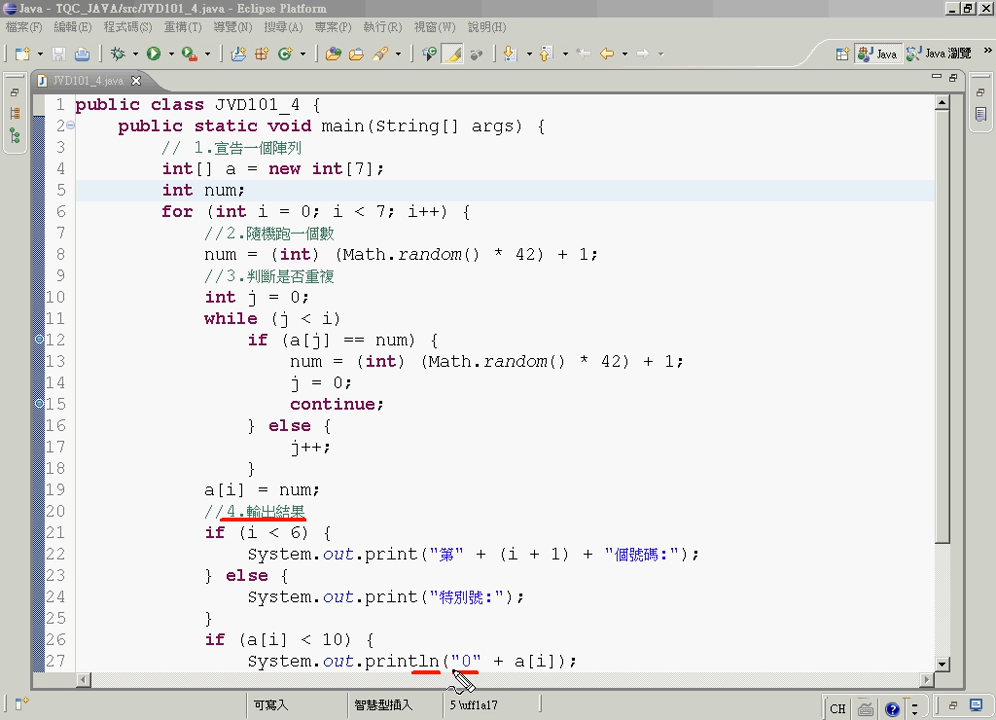 Java - TQC_JAVA/src/JVD101_4.java - Eclipse Platform
檔案(F) 編輯(E) 程式碼(S) 重構(T) 導覽(N) 搜尋(A) 專案(P) 執行(R) 視窗(W) 說明(H)
Java Java 瀏覽 »
JVD101_4.java
1 public class JVD101_4 {
2 public static void main(String[] args) {
3 // 1.宣告一個陣列
4 int[] a = new int[7];
5 int num;
6 for (int i = 0; i < 7; i++) {
7 //2.隨機跑一個數
8 num = (int) (Math.random() * 42) + 1;
9 //3.判斷是否重複
10 int j = 0;
11 while (j < i)
12 if (a[j] == num) {
13 num = (int) (Math.random() * 42) + 1;
14 j = 0;
15 continue;
16 } else {
17 j++;
18 }
19 a[i] = num;
20 //4.輸出結果
21 if (i < 6) {
22 System.out.print("第" + (i + 1) + "個號碼:");
23 } else {
24 System.out.print("特別號:");
25 }
26 if (a[i] < 10) {
27 System.out.println("0" + a[i]);
可寫入 智慧型插入 5 \uff1a17
CH